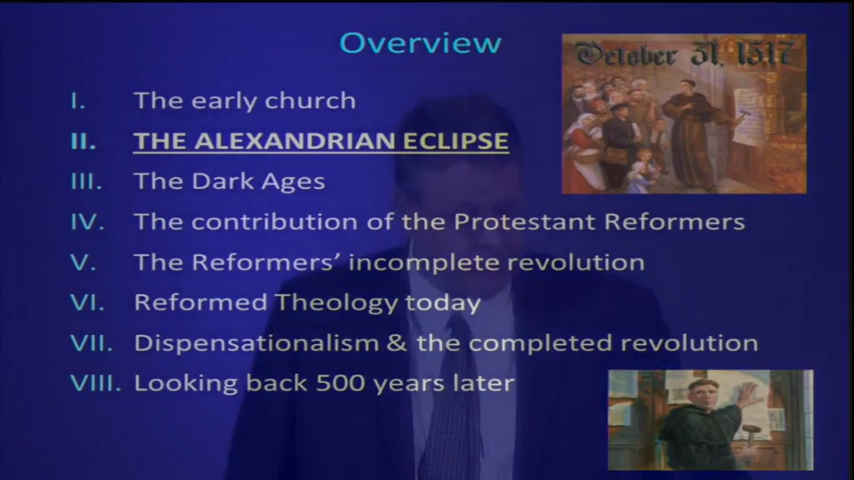 Overview
October 31, 1517
I. The early church
II. THE ALEXANDRIAN ECLIPSE
III. The Dark Ages
IV. The contribution of the Protestant Reformers
V. The Reformers' incomplete revolution
VI. Reformed Theology today
VII. Dispensationalism & the completed revolution
VIII. Looking back 500 years later